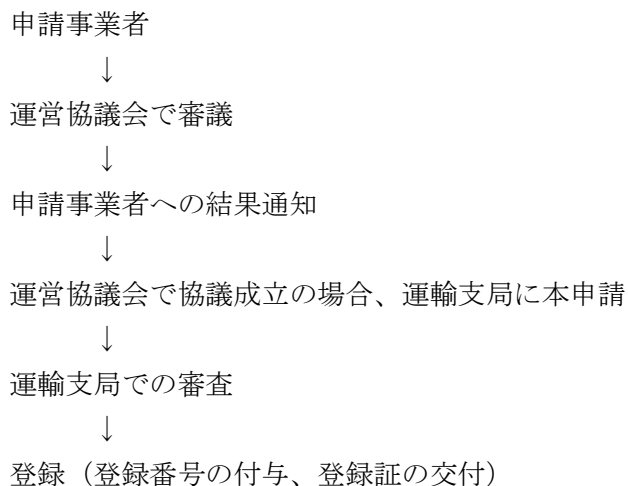 申請事業者
↓
運営協議会で審議
↓
申請事業者への結果通知
↓
運営協議会で協議成立の場合、運輸支局に本申請
↓
運輸支局での審査
↓
登録（登録番号の付与、登録証の交付）